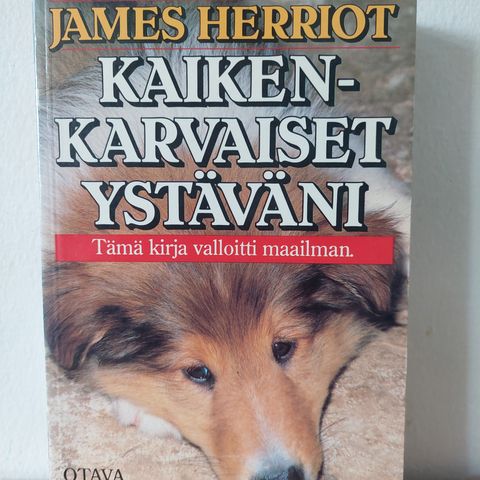 JAMES HERRIOT
KAIKEN-
KARVAISET
YSTÄVÄNI
Tämä kirja valloitti maailman.
OTAVA